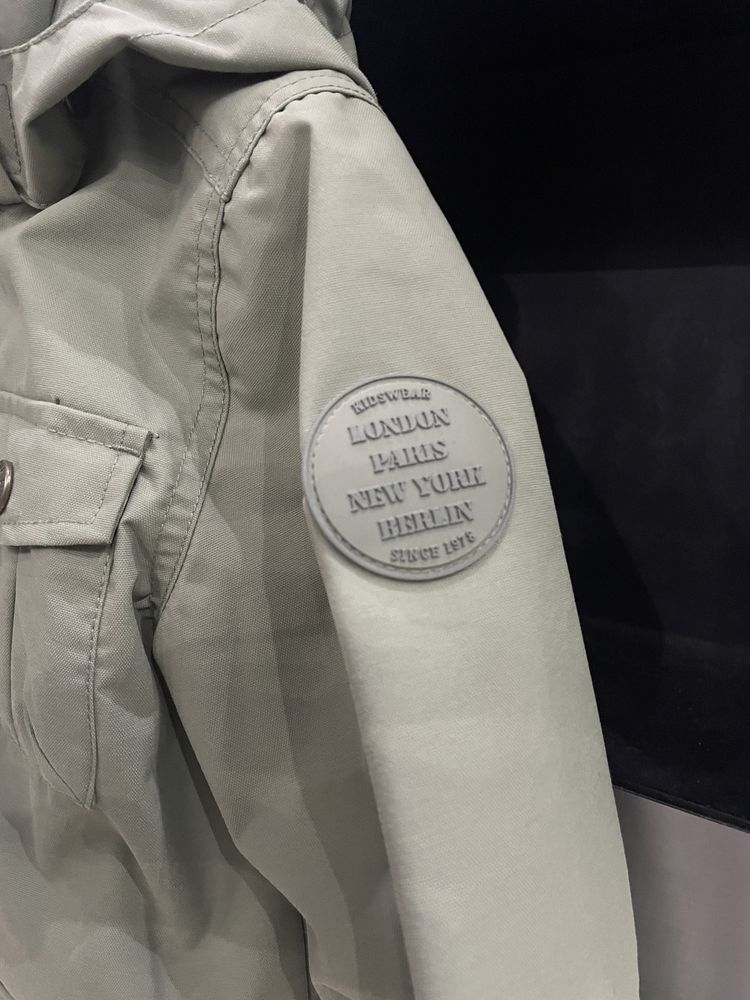 KIDSWEAR
LONDON
PARIS
NEW YORK
BERLIN
SINCE 1978